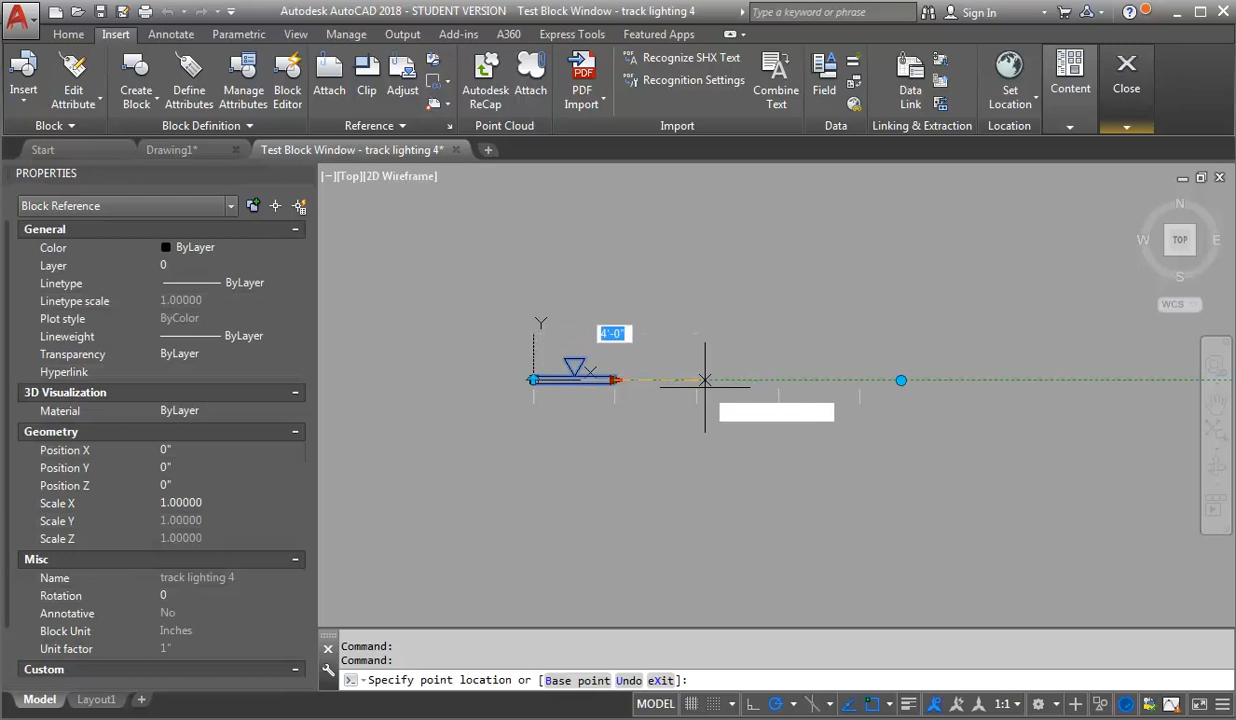 Autodesk AutoCAD 2018 - STUDENT VERSION Test Block Window - track lighting 4 Type a keyword or phrase Sign In
A
Home Insert Annotate Parametric View Manage Output Add-ins A360 Express Tools Featured Apps
Insert Edit Attribute Create Block Define Attributes Manage Attributes Block Editor Attach Clip Adjust Autodesk ReCap Attach PDF Import Recognize SHX Text Recognition Settings Combine Text Field Data Link Set Location Content Close
Block Block Definition Reference Point Cloud Import Data Linking & Extraction Location
Start Drawing1* Test Block Window - track lighting 4*
PROPERTIES
[−][Top][2D Wireframe]
Block Reference
General
Color ByLayer
Layer 0
Linetype ByLayer
Linetype scale 1.00000
Plot style ByColor
Lineweight ByLayer
Transparency ByLayer
Hyperlink
3D Visualization
Material ByLayer
Geometry
Position X 0"
Position Y 0"
Position Z 0"
Scale X 1.00000
Scale Y 1.00000
Scale Z 1.00000
Misc
Name track lighting 4
Rotation 0
Annotative No
Block Unit Inches
Unit factor 1"
Custom
N
W TOP E
S
WCS
Y
4'-0"
X
Command:
Command:
Specify point location or [Base point Undo eXit]:
Model Layout1 + MODEL 1:1